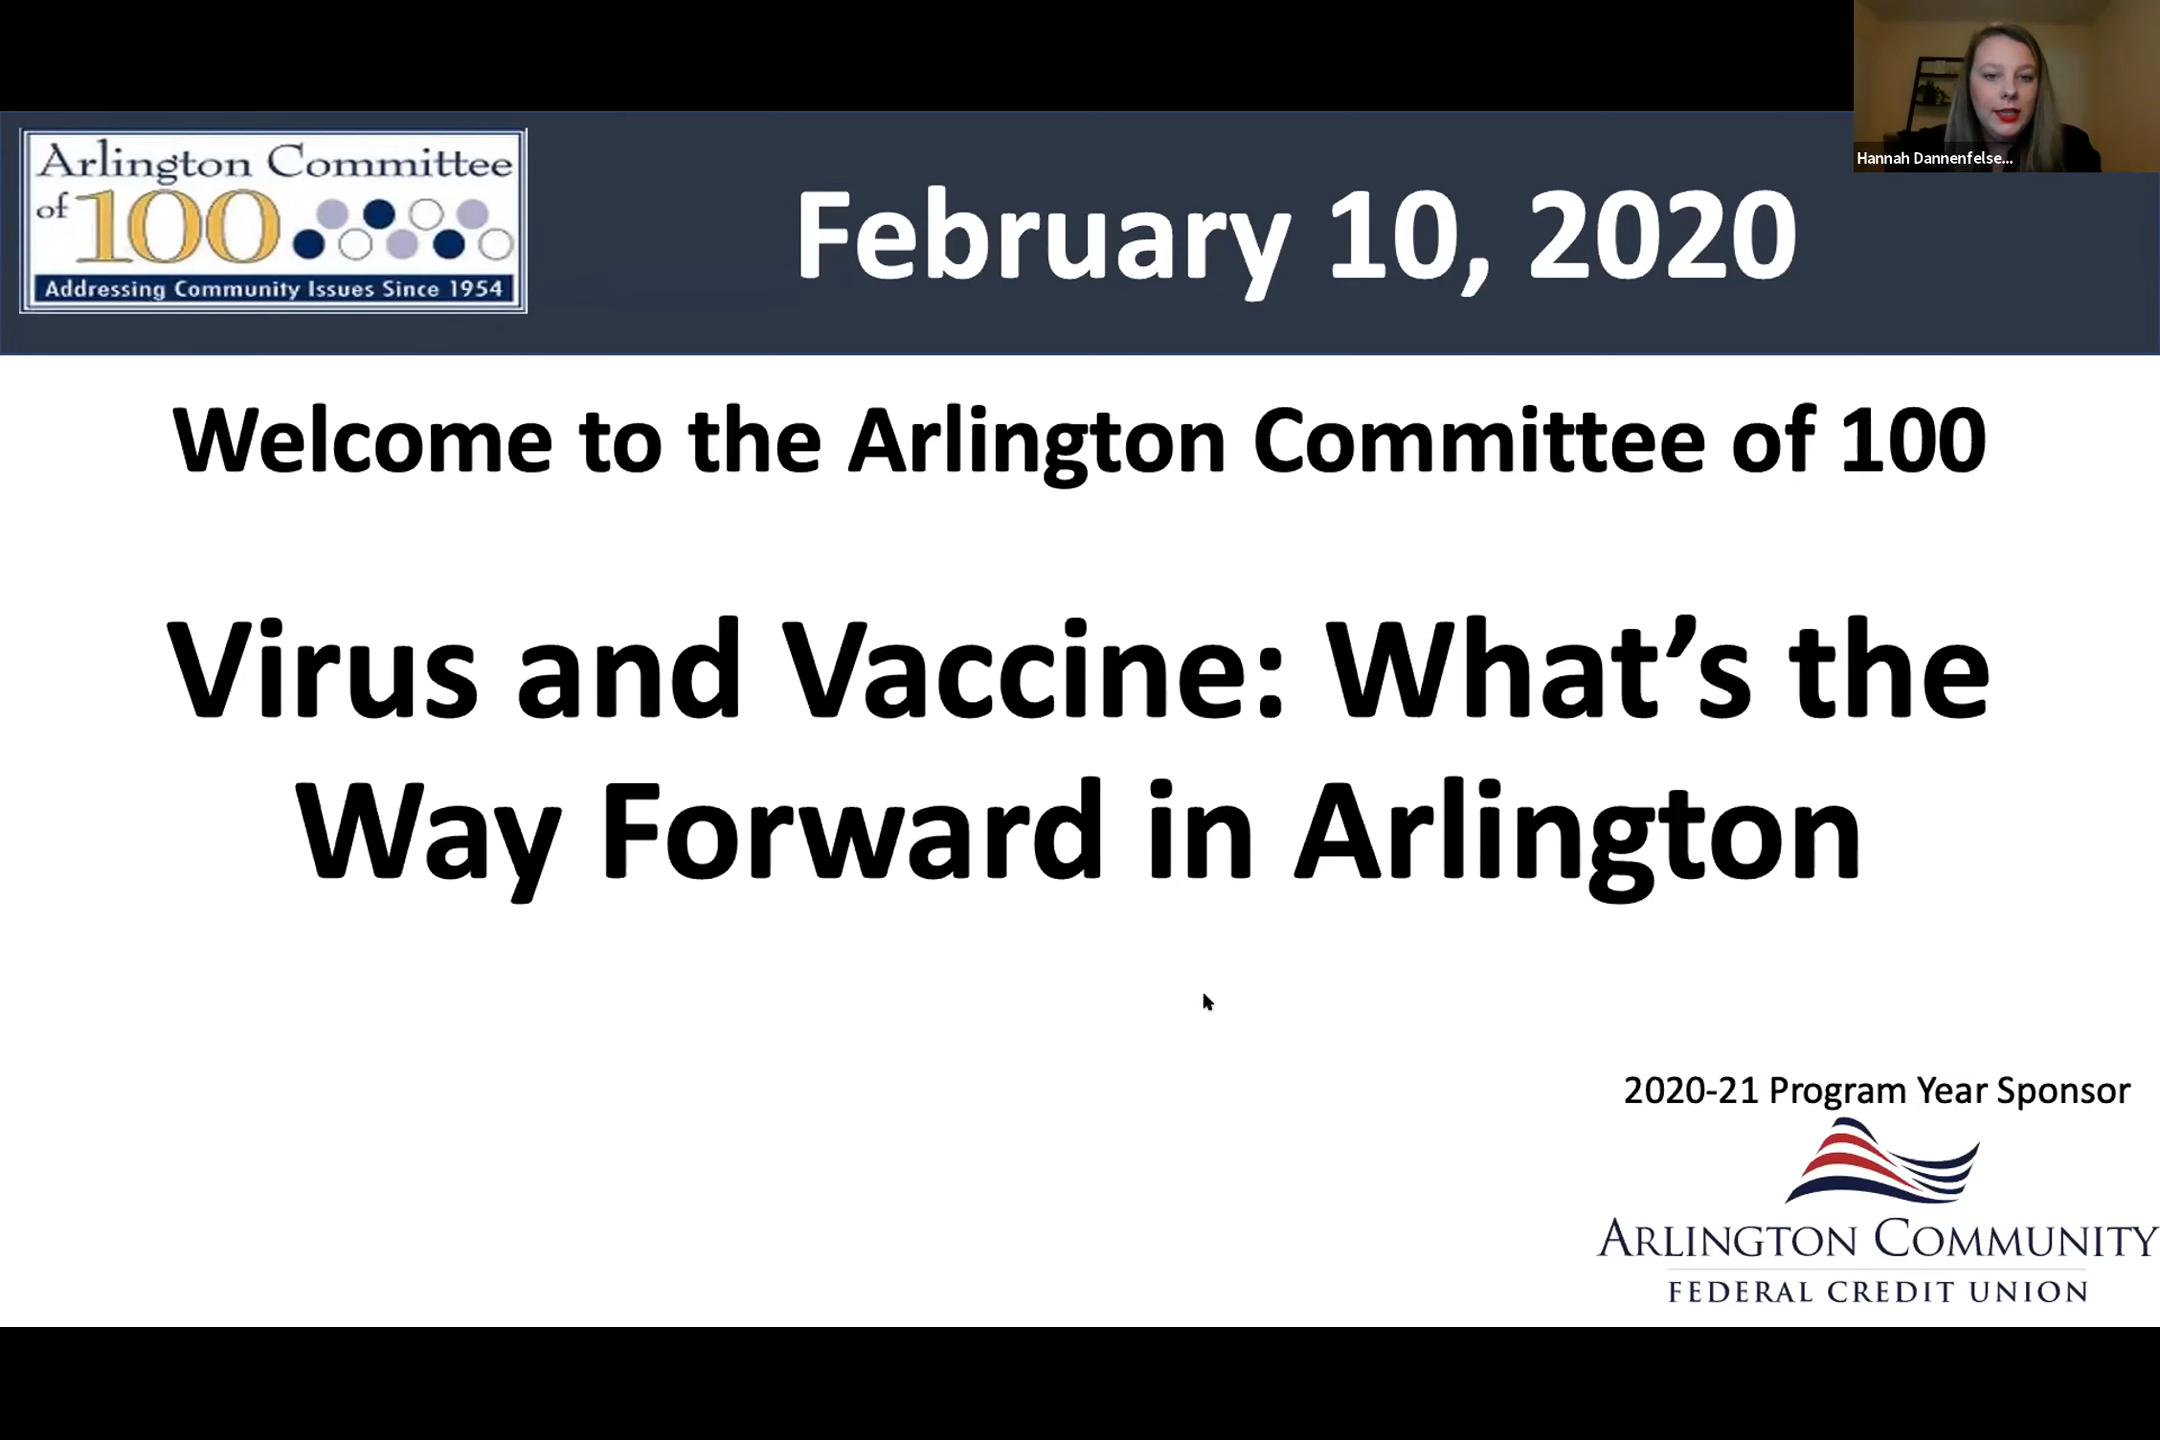 Hannah Dannenfelse...
Arlington Committee
of 100
Addressing Community Issues Since 1954
February 10, 2020
Welcome to the Arlington Committee of 100
Virus and Vaccine: What’s the
Way Forward in Arlington
2020-21 Program Year Sponsor
ARLINGTON COMMUNITY
FEDERAL CREDIT UNION